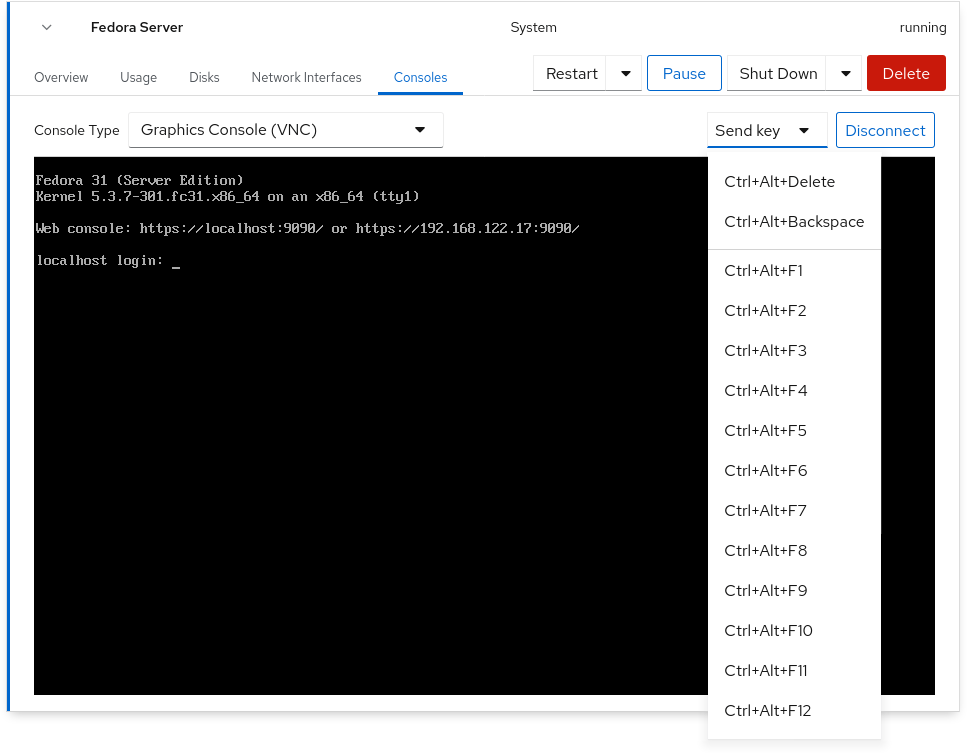 Fedora Server System running
Overview Usage Disks Network Interfaces Consoles Restart Pause Shut Down Delete
Console Type Graphics Console (VNC) Send key Disconnect
Fedora 31 (Server Edition)
Kernel 5.3.7-301.fc31.x86_64 on an x86_64 (tty1)
Web console: https://localhost:9090/ or https://192.168.122.17:9090/
localhost login: _
Ctrl+Alt+Delete
Ctrl+Alt+Backspace
Ctrl+Alt+F1
Ctrl+Alt+F2
Ctrl+Alt+F3
Ctrl+Alt+F4
Ctrl+Alt+F5
Ctrl+Alt+F6
Ctrl+Alt+F7
Ctrl+Alt+F8
Ctrl+Alt+F9
Ctrl+Alt+F10
Ctrl+Alt+F11
Ctrl+Alt+F12